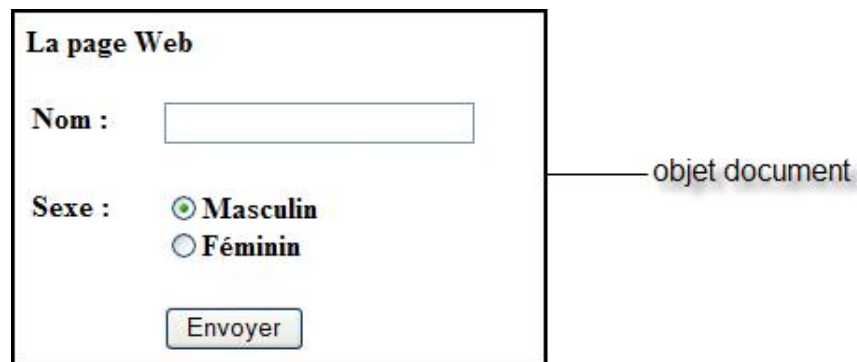 La page Web
Nom :
objet document
Sexe :
Masculin
Féminin
Envoyer